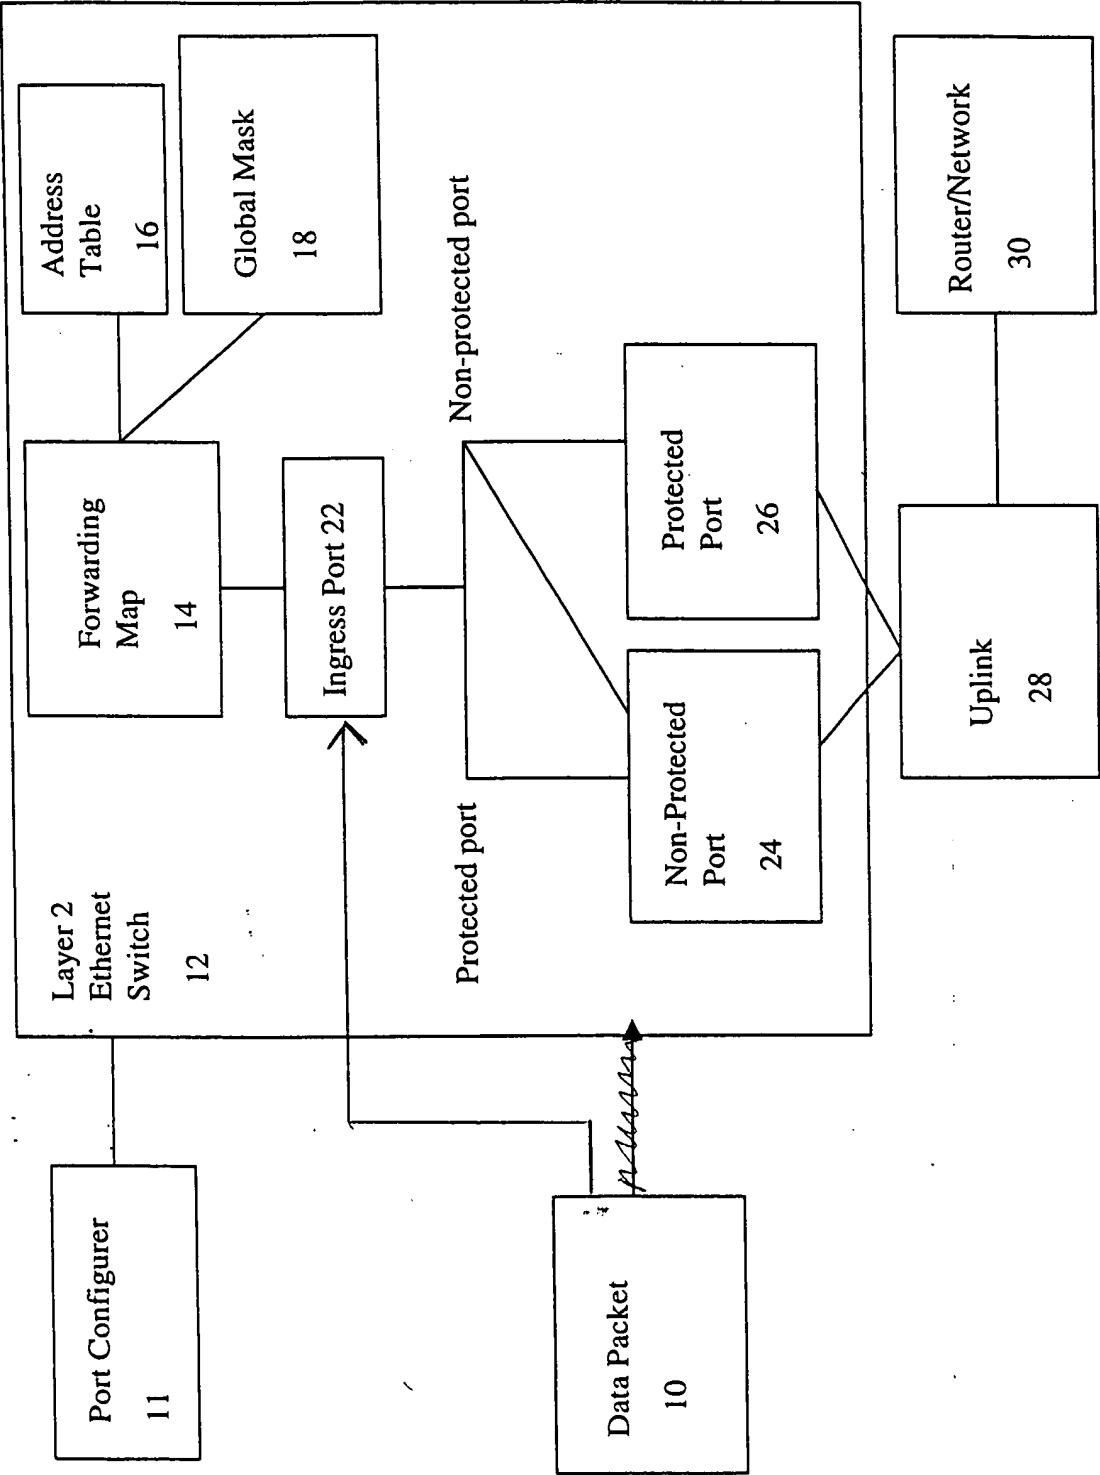 Port Configurer
11
Layer 2
Ethernet
Switch
12
Forwarding
Map
14
Address
Table
16
Global Mask
18
Ingress Port 22
Data Packet
10
Protected port
Non-protected port
Non-Protected
Port
24
Protected
Port
26
Uplink
28
Router/Network
30